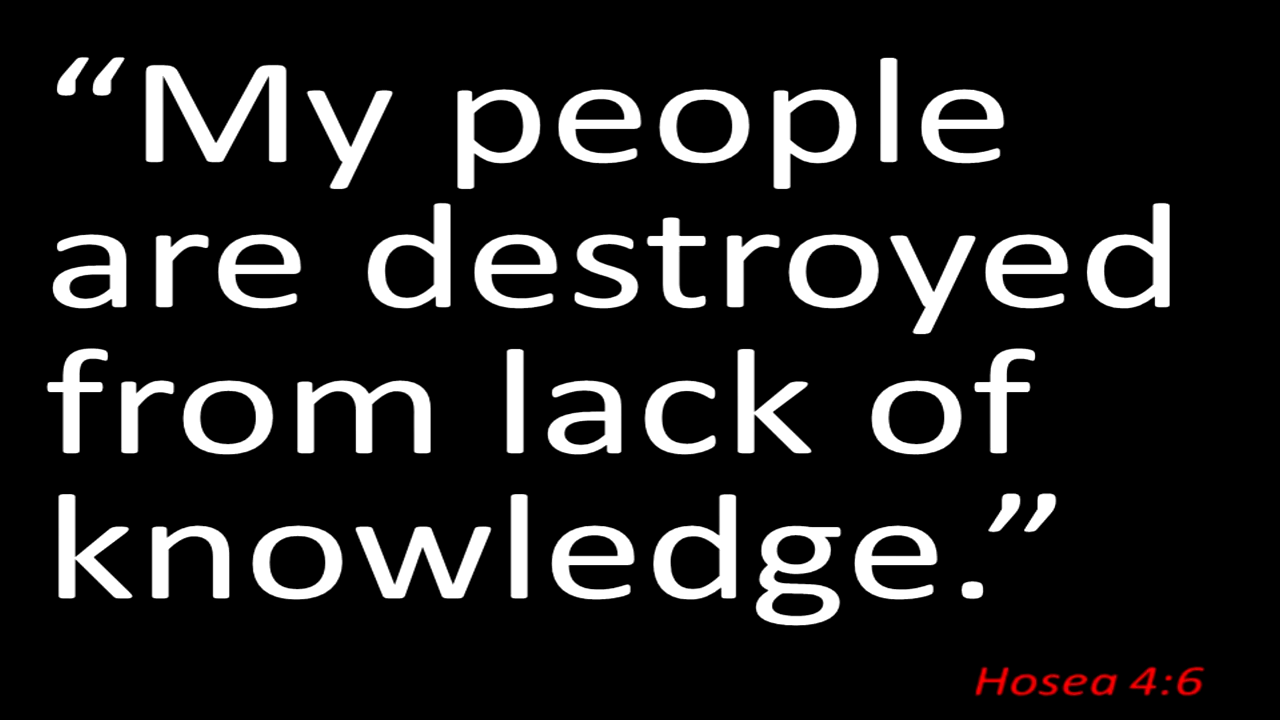 “My people
are destroyed
from lack of
knowledge.”
Hosea 4:6